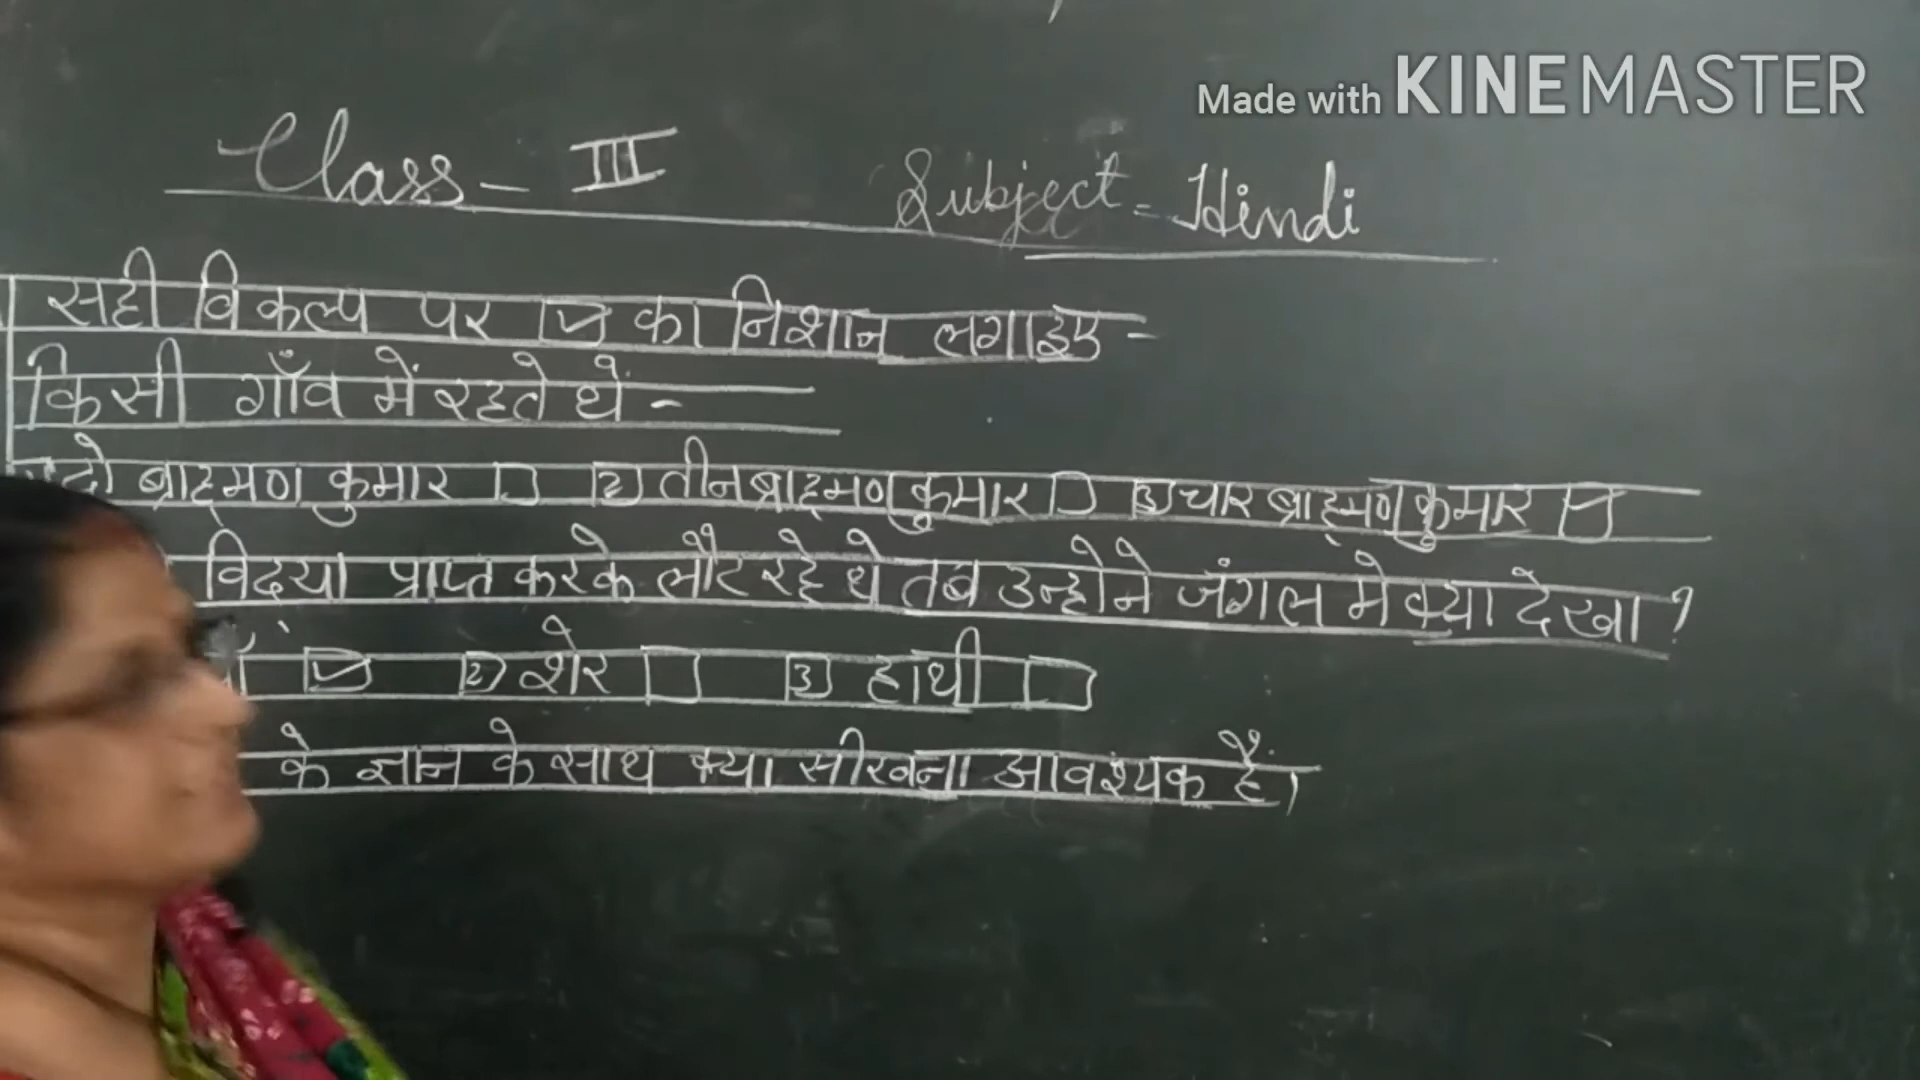 Made with KINEMASTER
Class - III Subject - Hindi
सही विकल्प पर ☑ का निशान लगाइए -
किसी गाँव में रहते थें -
दो ब्राह्मण कुमार ☐ 2) तीन ब्राह्मण कुमार ☐ 3) चार ब्राह्मण कुमार ☑
विदया प्राप्त करके लौट रहे थे तब उन्होने जंगल मे क्या देखा ?
☑ 2) शेर ☐ 3) हाथी ☐
के ज्ञान के साथ क्या सीखना आवश्यक हैं।